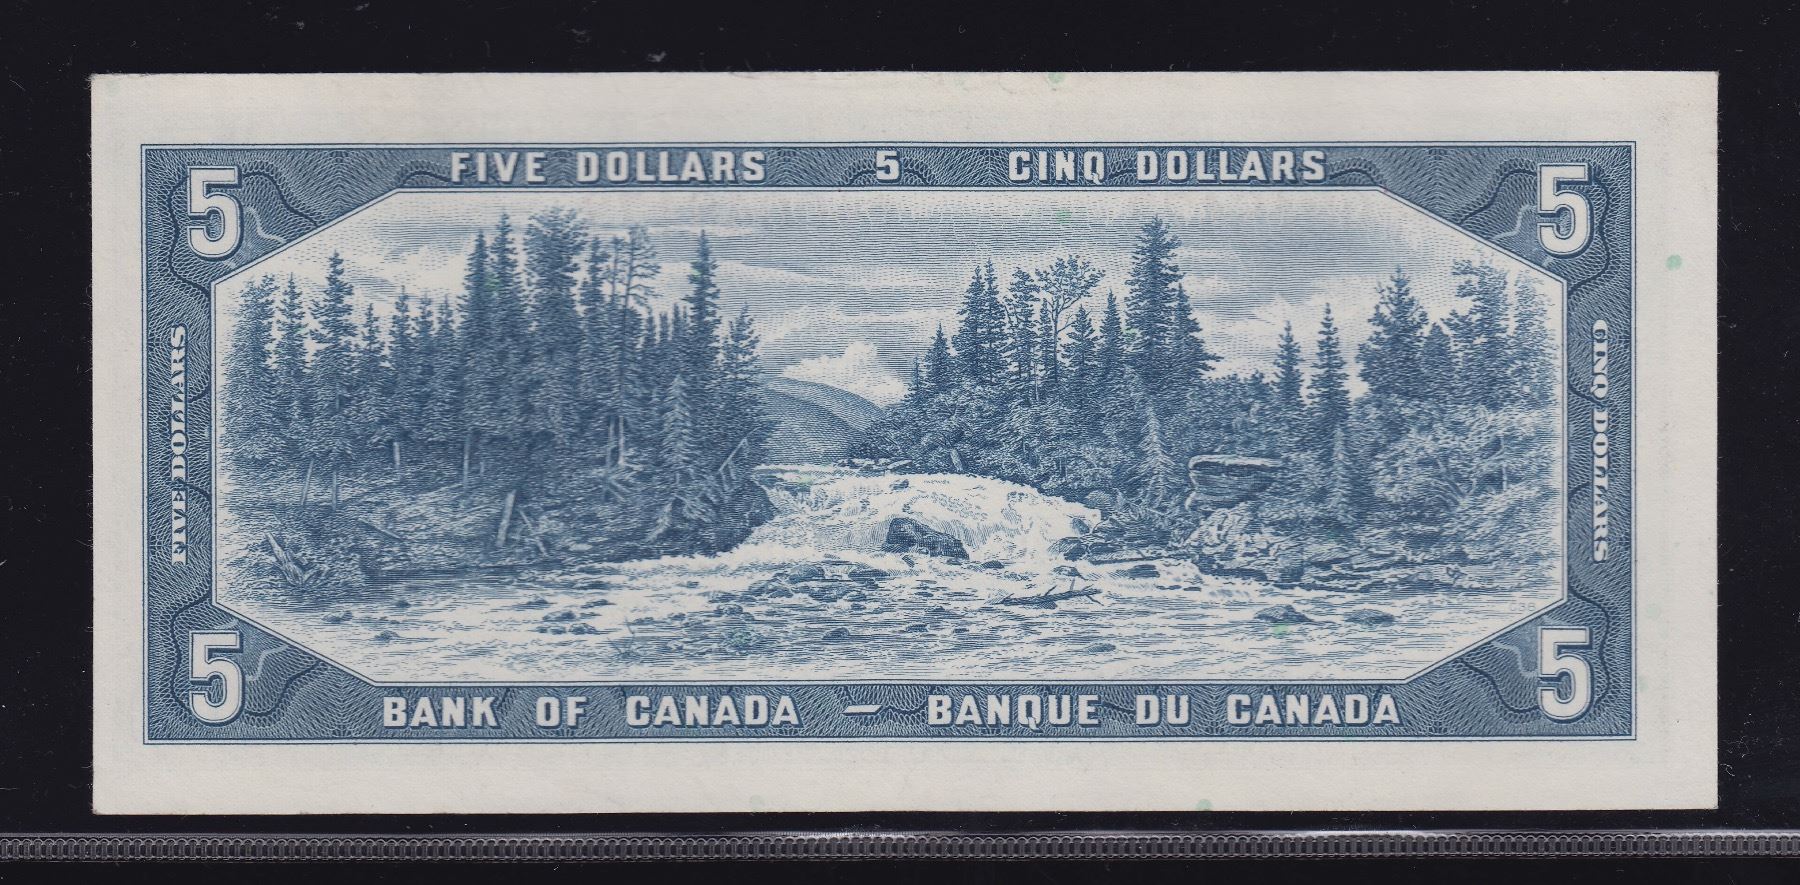 FIVE DOLLARS 5 CINQ DOLLARS
5
5
FIVE DOLLARS
CINQ DOLLARS
5
5
BANK OF CANADA — BANQUE DU CANADA